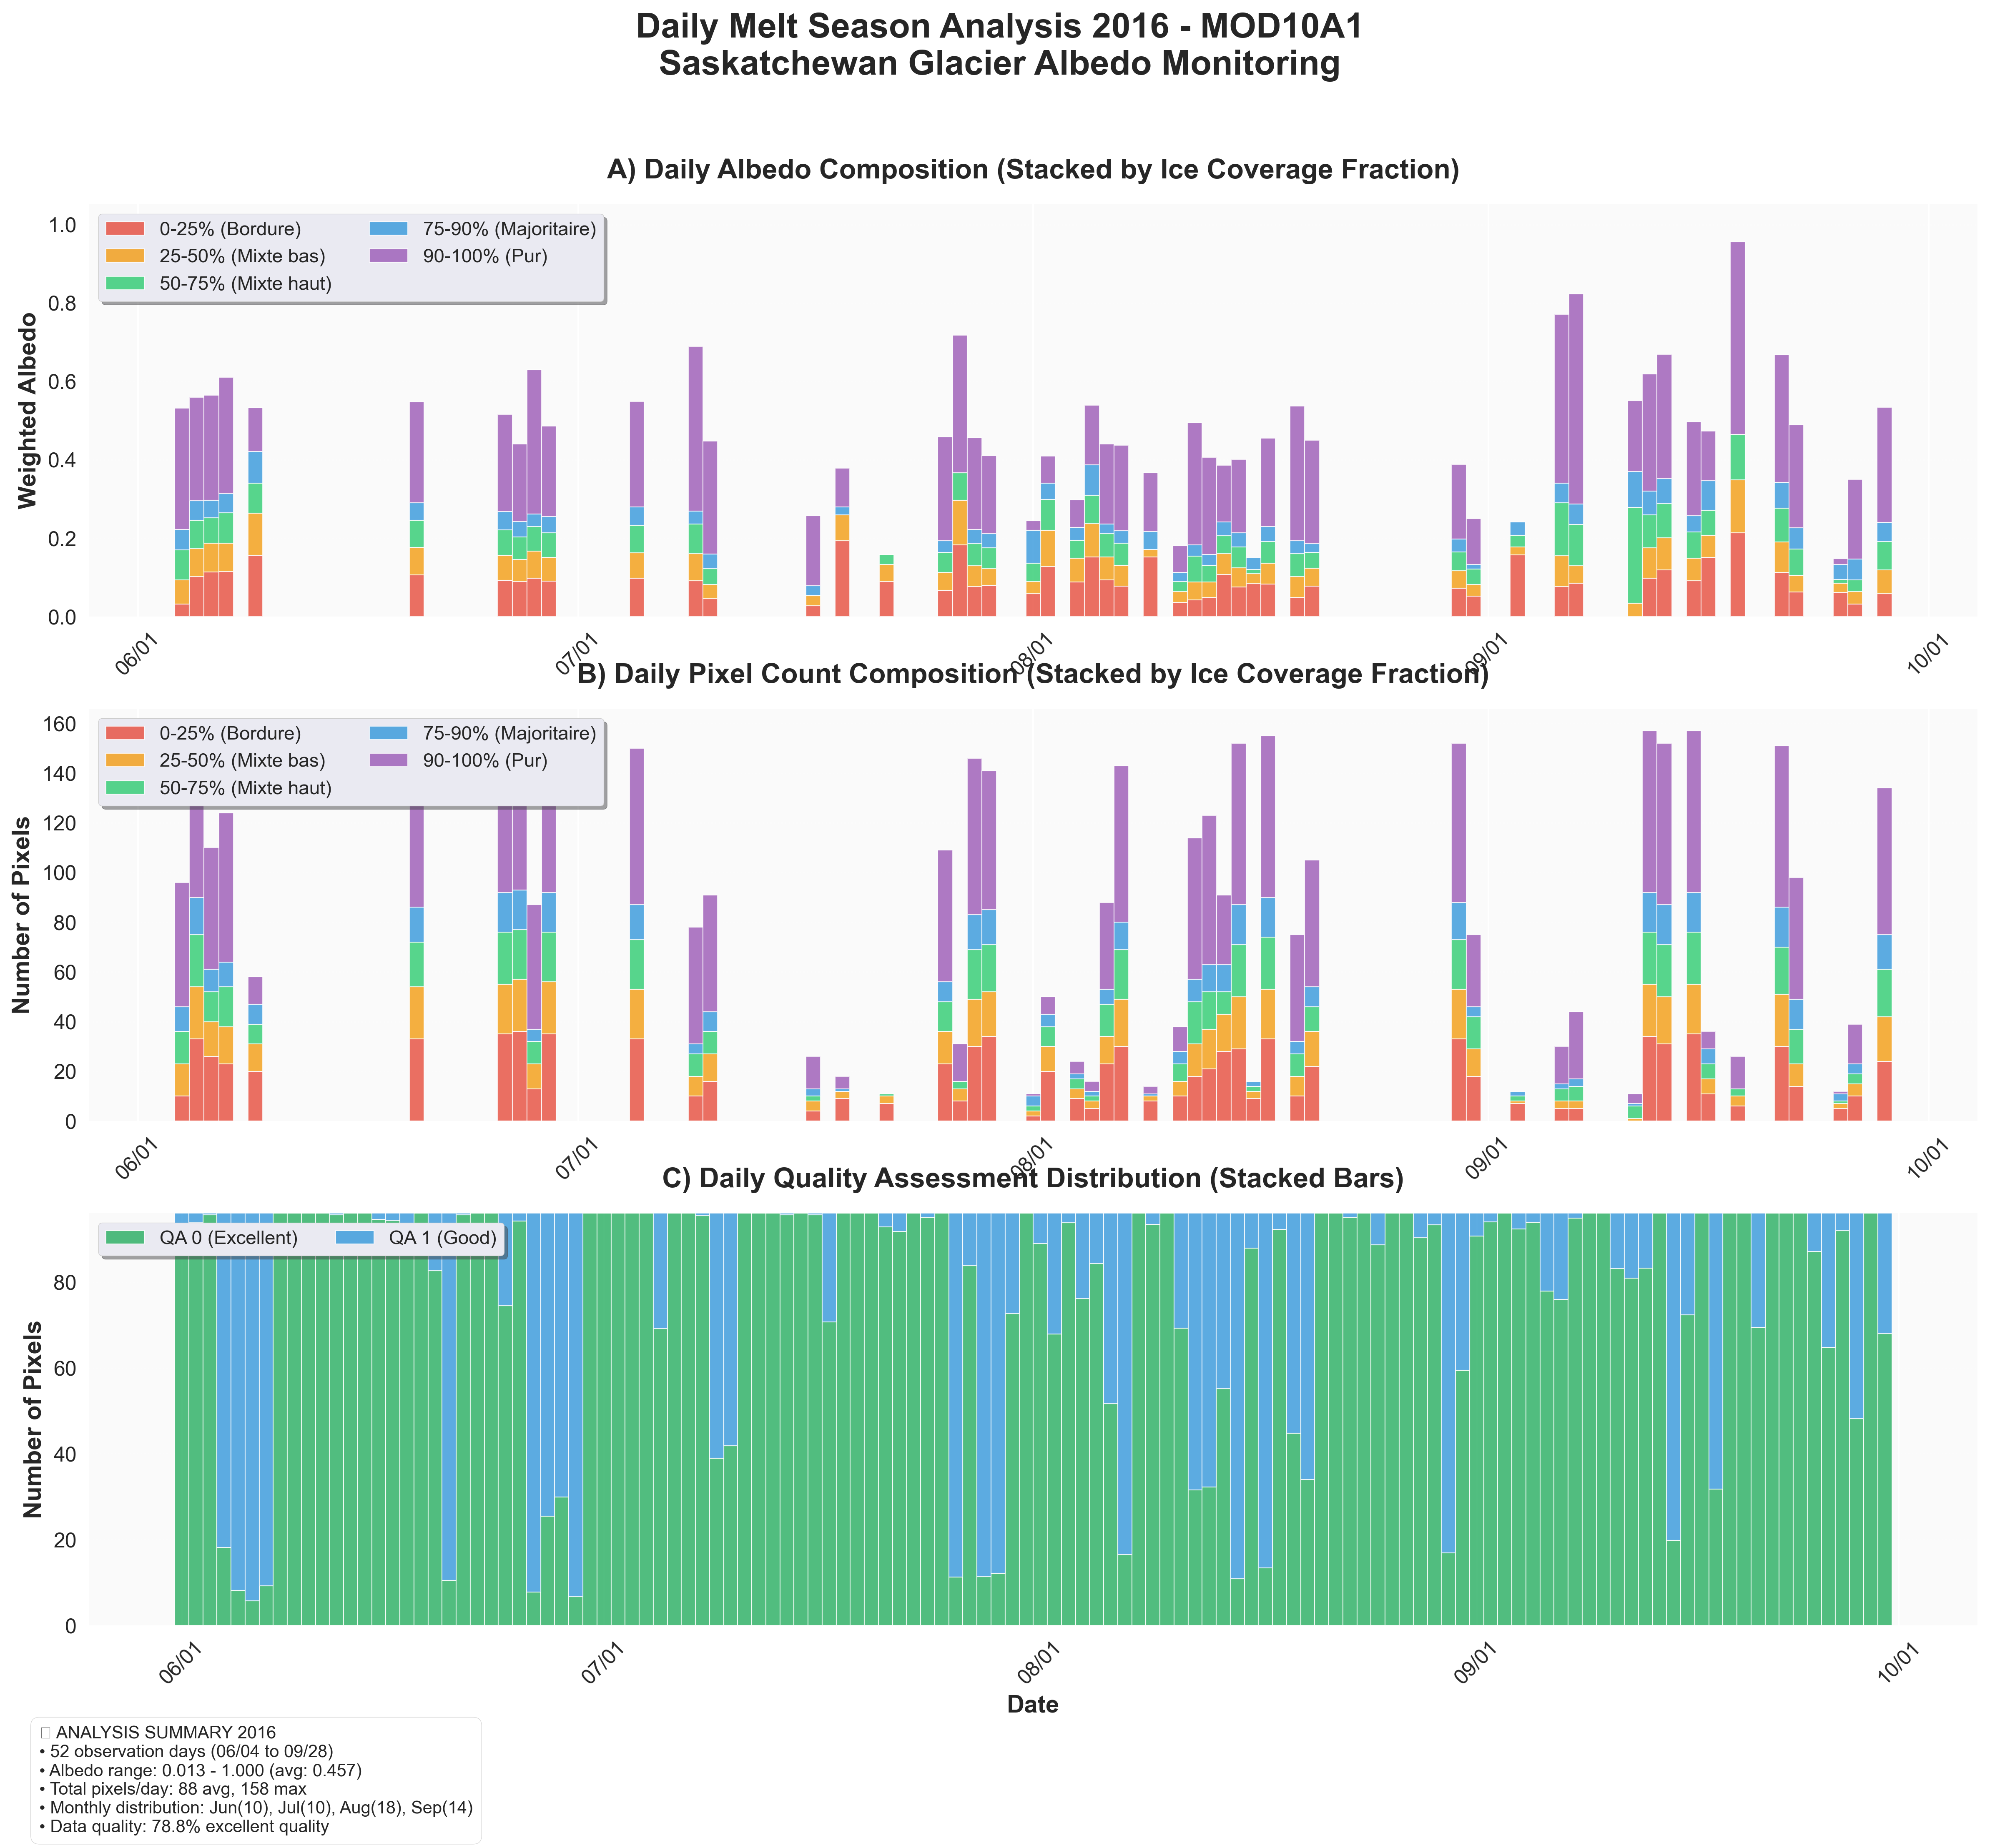 Daily Melt Season Analysis 2016 - MOD10A1
Saskatchewan Glacier Albedo Monitoring
A) Daily Albedo Composition (Stacked by Ice Coverage Fraction)
Weighted Albedo
1.0
0.8
0.6
0.4
0.2
0.0
0-25% (Bordure)
25-50% (Mixte bas)
50-75% (Mixte haut)
75-90% (Majoritaire)
90-100% (Pur)
06/01
07/01
08/01
09/01
10/01
B) Daily Pixel Count Composition (Stacked by Ice Coverage Fraction)
Number of Pixels
160
140
120
100
80
60
40
20
0
0-25% (Bordure)
25-50% (Mixte bas)
50-75% (Mixte haut)
75-90% (Majoritaire)
90-100% (Pur)
06/01
07/01
08/01
09/01
10/01
C) Daily Quality Assessment Distribution (Stacked Bars)
Number of Pixels
80
60
40
20
0
QA 0 (Excellent)
QA 1 (Good)
06/01
07/01
08/01
09/01
10/01
Date
ANALYSIS SUMMARY 2016
• 52 observation days (06/04 to 09/28)
• Albedo range: 0.013 - 1.000 (avg: 0.457)
• Total pixels/day: 88 avg, 158 max
• Monthly distribution: Jun(10), Jul(10), Aug(18), Sep(14)
• Data quality: 78.8% excellent quality